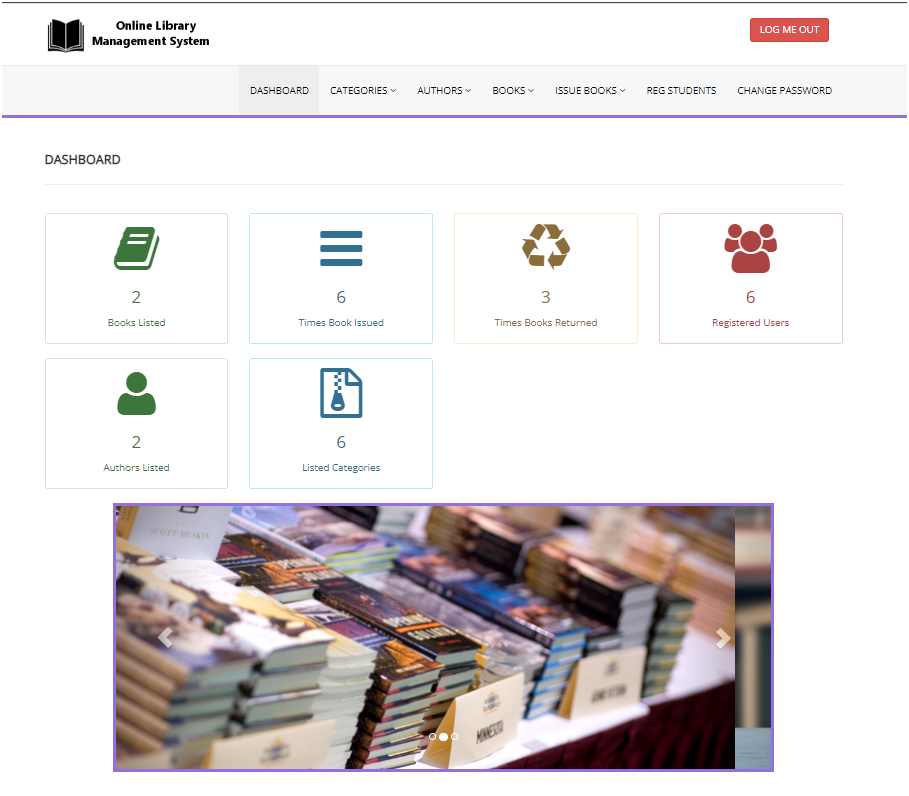 Online Library
Management System
LOG ME OUT
DASHBOARD
CATEGORIES
AUTHORS
BOOKS
ISSUE BOOKS
REG STUDENTS
CHANGE PASSWORD
DASHBOARD
2
Books Listed
6
Times Book Issued
3
Times Books Returned
6
Registered Users
2
Authors Listed
6
Listed Categories
SCOTT MUSKIN
MINNESOTA